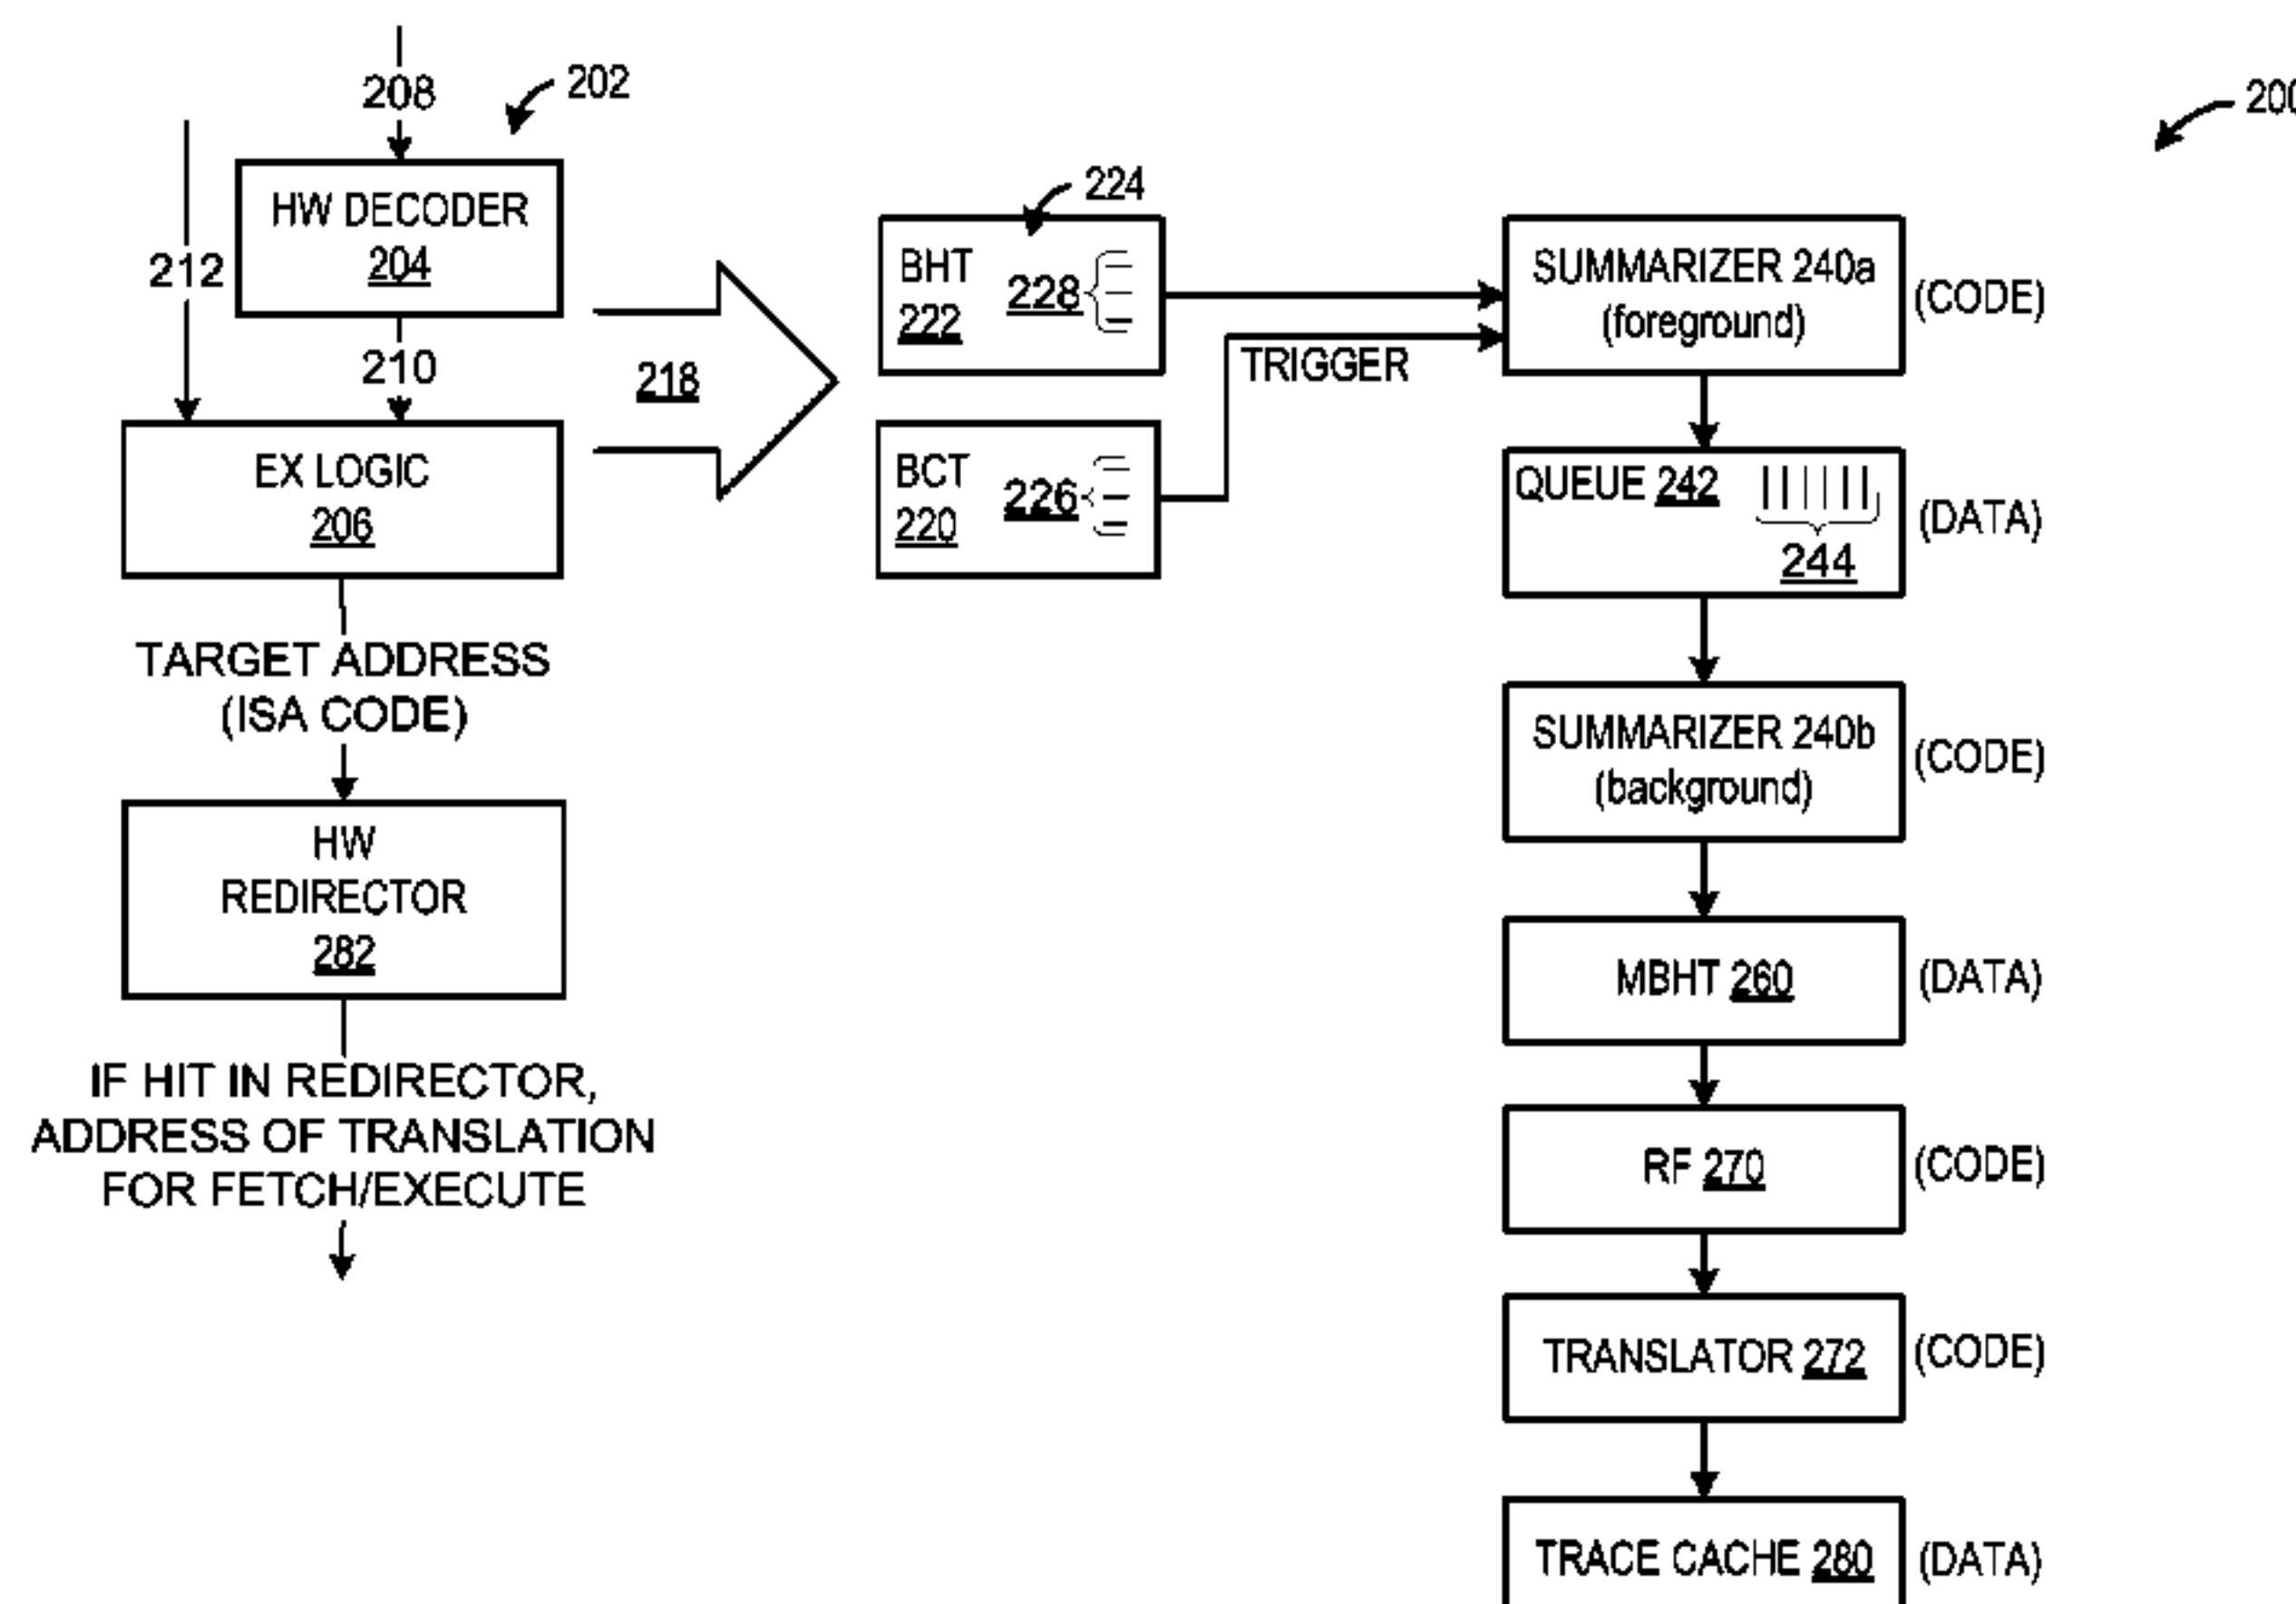 208
202
HW DECODER
204
212
210
EX LOGIC
206
TARGET ADDRESS
(ISA CODE)
HW
REDIRECTOR
282
IF HIT IN REDIRECTOR,
ADDRESS OF TRANSLATION
FOR FETCH/EXECUTE
218
224
BHT
222
228
BCT
220
226
TRIGGER
200
SUMMARIZER 240a
(foreground)
(CODE)
QUEUE 242
244
(DATA)
SUMMARIZER 240b
(background)
(CODE)
MBHT 260
(DATA)
RF 270
(CODE)
TRANSLATOR 272
(CODE)
TRACE CACHE 280
(DATA)